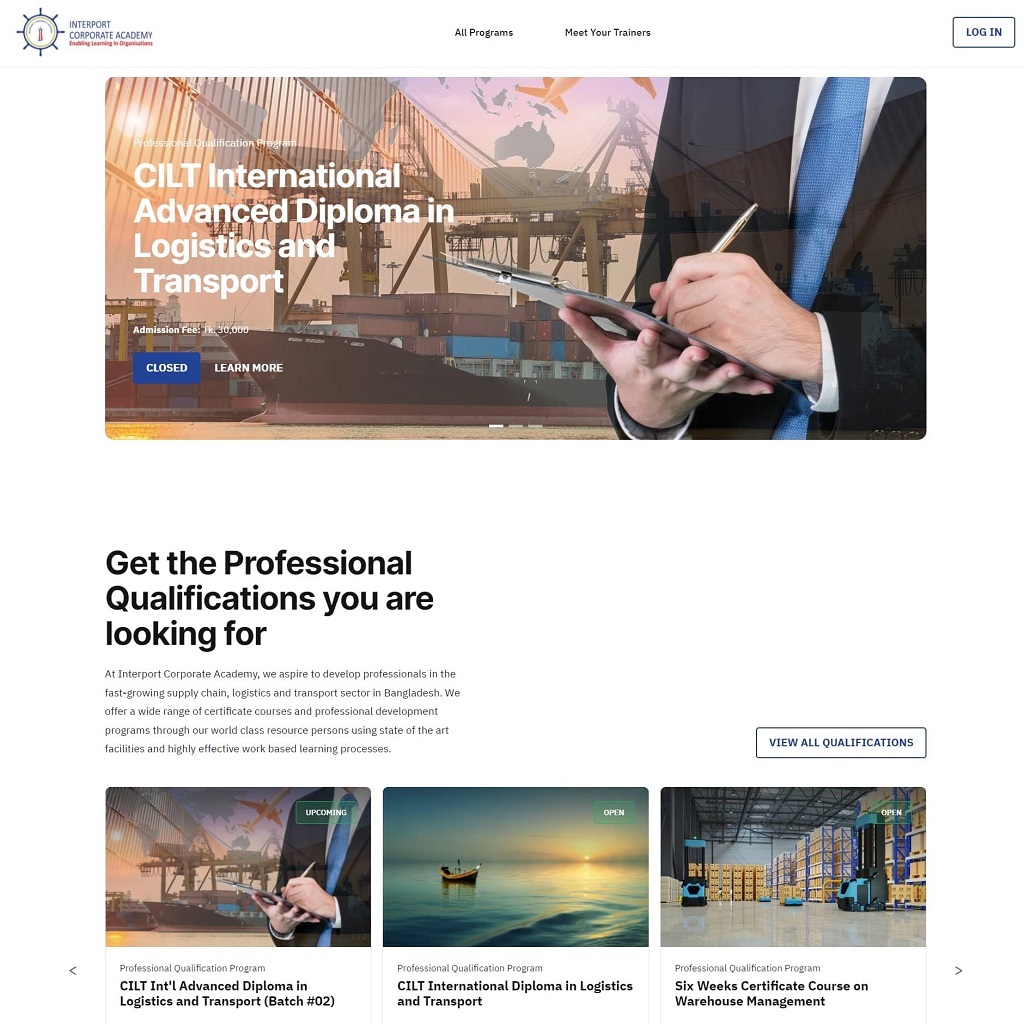 INTERPORT
CORPORATE ACADEMY
Enabling Learning in Organisations
All Programs
Meet Your Trainers
LOG IN
Professional Qualification Program
CILT International
Advanced Diploma in
Logistics and
Transport
Admission Fee: Tk. 30,000
CLOSED
LEARN MORE
Get the Professional
Qualifications you are
looking for
At Interport Corporate Academy, we aspire to develop professionals in the
fast-growing supply chain, logistics and transport sector in Bangladesh. We
offer a wide range of certificate courses and professional development
programs through our world class resource persons using state of the art
facilities and highly effective work based learning processes.
VIEW ALL QUALIFICATIONS
UPCOMING
OPEN
OPEN
<
Professional Qualification Program
CILT Int'l Advanced Diploma in
Logistics and Transport (Batch #02)
Professional Qualification Program
CILT International Diploma in Logistics
and Transport
Professional Qualification Program
Six Weeks Certificate Course on
Warehouse Management
>